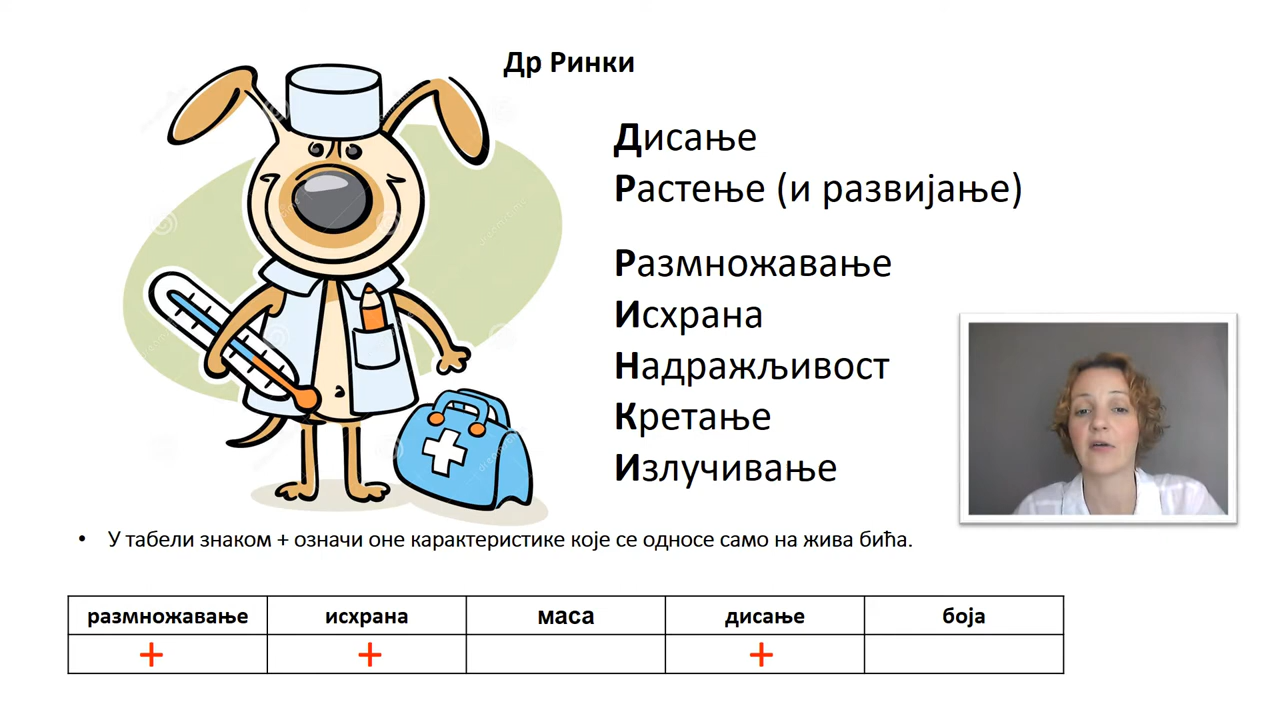 Др Ринки
Дисање
Растење (и развијање)
Размножавање
Исхрана
Надражљивост
Кретање
Излучивање
• У табели знаком + означи оне карактеристике које се односе само на жива бића.
размножавање исхрана маса дисање боја
+ + +